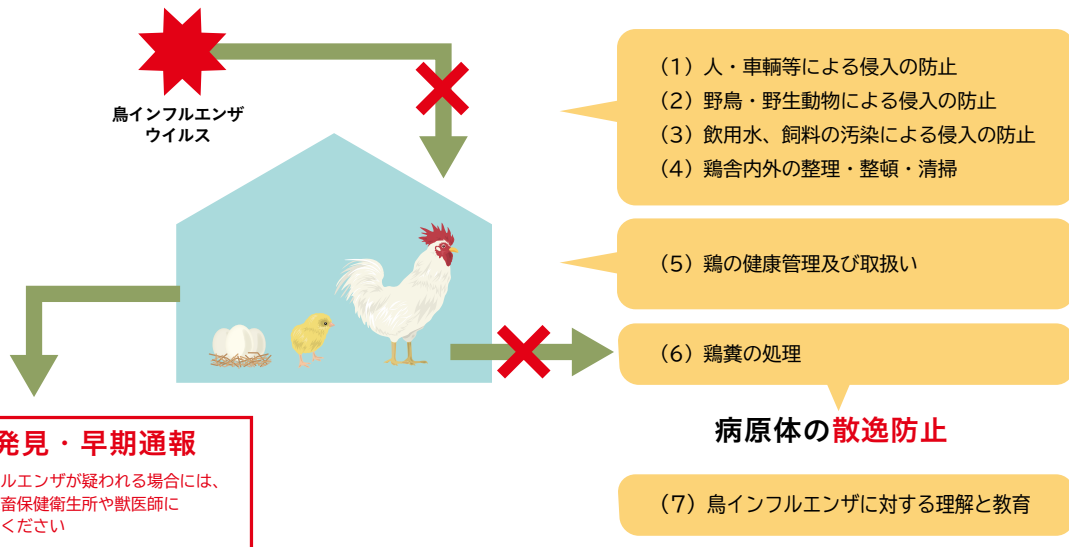 鳥インフルエンザ
ウイルス
(1) 人・車輌等による侵入の防止
(2) 野鳥・野生動物による侵入の防止
(3) 飲用水、飼料の汚染による侵入の防止
(4) 鶏舎内外の整理・整頓・清掃
(5) 鶏の健康管理及び取扱い
(6) 鶏糞の処理
病原体の散逸防止
(7) 鳥インフルエンザに対する理解と教育
発見・早期通報
ルエンザが疑われる場合には、
畜保健衛生所や獣医師に
ください